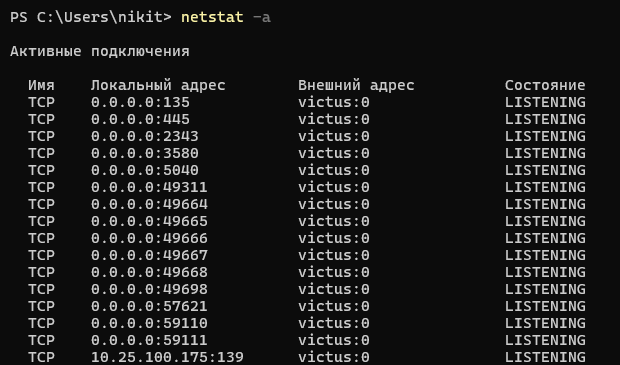 PS C:\Users\nikit> netstat -a
Активные подключения
Имя Локальный адрес Внешний адрес Состояние
TCP 0.0.0.0:135 victus:0 LISTENING
TCP 0.0.0.0:445 victus:0 LISTENING
TCP 0.0.0.0:2343 victus:0 LISTENING
TCP 0.0.0.0:3580 victus:0 LISTENING
TCP 0.0.0.0:5040 victus:0 LISTENING
TCP 0.0.0.0:49311 victus:0 LISTENING
TCP 0.0.0.0:49664 victus:0 LISTENING
TCP 0.0.0.0:49665 victus:0 LISTENING
TCP 0.0.0.0:49666 victus:0 LISTENING
TCP 0.0.0.0:49667 victus:0 LISTENING
TCP 0.0.0.0:49668 victus:0 LISTENING
TCP 0.0.0.0:49698 victus:0 LISTENING
TCP 0.0.0.0:57621 victus:0 LISTENING
TCP 0.0.0.0:59110 victus:0 LISTENING
TCP 0.0.0.0:59111 victus:0 LISTENING
TCP 10.25.100.175:139 victus:0 LISTENING